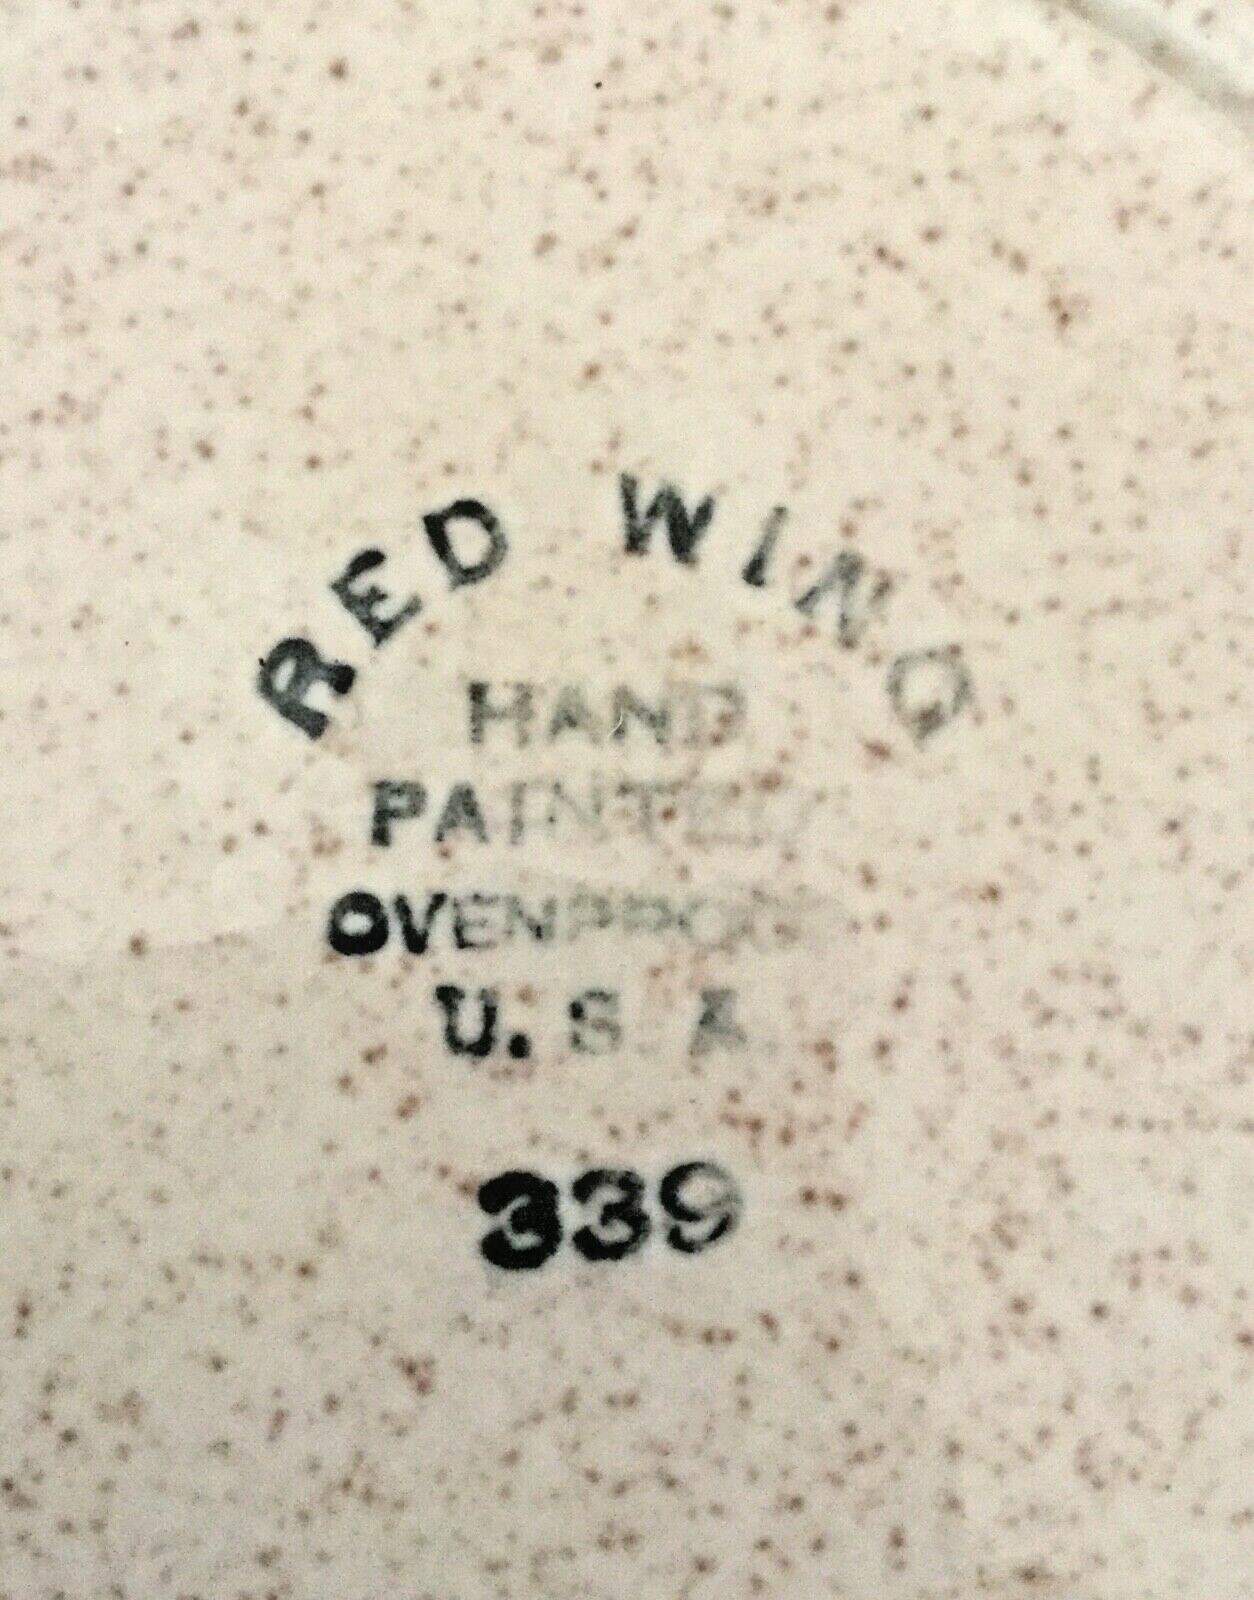 RED WING
HAND
PAINTED
OVENPROOF
U. S. A.
339